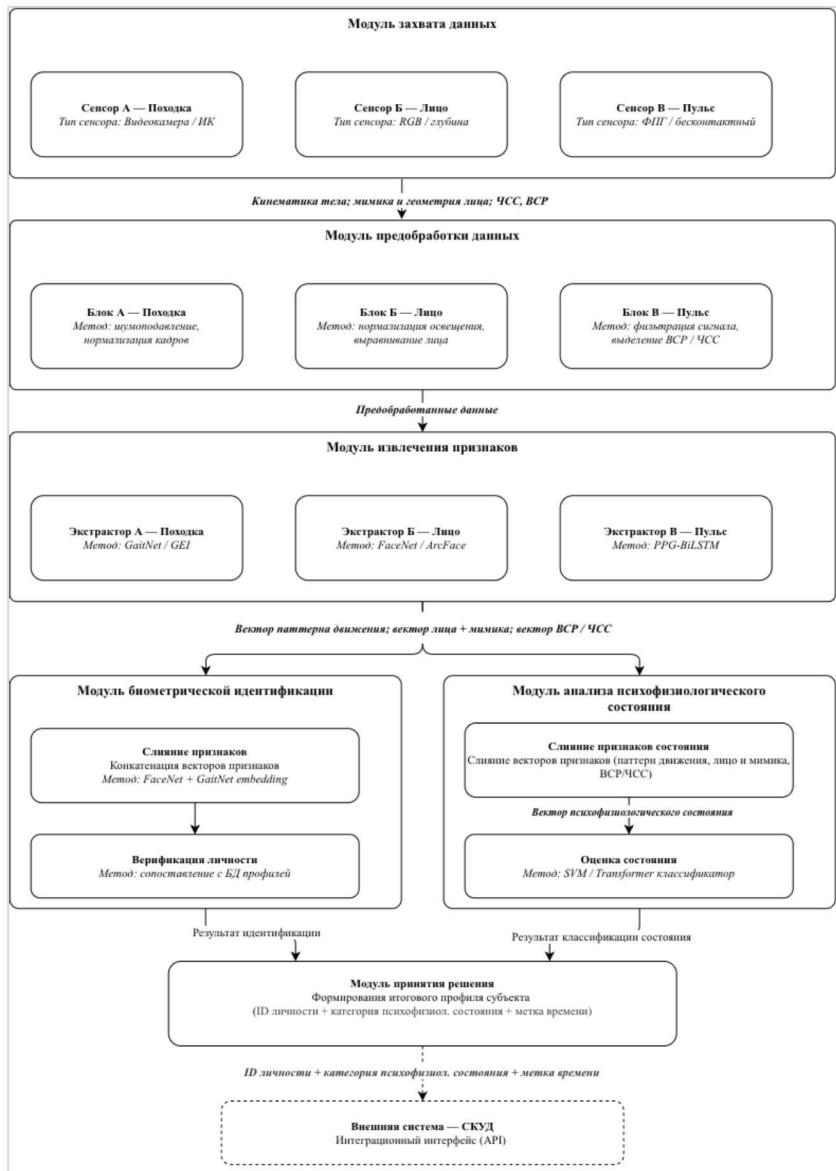 Модуль захвата данных
Сенсор А — Походка
Тип сенсора: Видеокамера / ИК
Сенсор Б — Лицо
Тип сенсора: RGB / глубина
Сенсор В — Пульс
Тип сенсора: ФПГ / бесконтактный
Кинематика тела; мимика и геометрия лица; ЧСС, ВСР
Модуль предобработки данных
Блок А — Походка
Метод: шумоподавление,
нормализация кадров
Блок Б — Лицо
Метод: нормализация освещения,
выравнивание лица
Блок В — Пульс
Метод: фильтрация сигнала,
выделение ВСР / ЧСС
Предобработанные данные
Модуль извлечения признаков
Экстрактор А — Походка
Метод: GaitNet / GEI
Экстрактор Б — Лицо
Метод: FaceNet / ArcFace
Экстрактор В — Пульс
Метод: PPG-BiLSTM
Вектор паттерна движения; вектор лица + мимика; вектор ВСР / ЧСС
Модуль биометрической идентификации
Слияние признаков
Конкатенация векторов признаков
Метод: FaceNet + GaitNet embedding
Верификация личности
Метод: сопоставление с БД профилей
Модуль анализа психофизиологического
состояния
Слияние признаков состояния
Слияние векторов признаков (паттерн движения, лицо и мимика,
ВСР/ЧСС)
Вектор психофизиологического состояния
Оценка состояния
Метод: SVM / Transformer классификатор
Результат идентификации
Результат классификации состояния
Модуль принятия решения
Формирования итогового профиля субъекта
(ID личности + категория психофизиол. состояния + метка времени)
ID личности + категория психофизиол. состояния + метка времени
Внешняя система — СКУД
Интеграционный интерфейс (API)